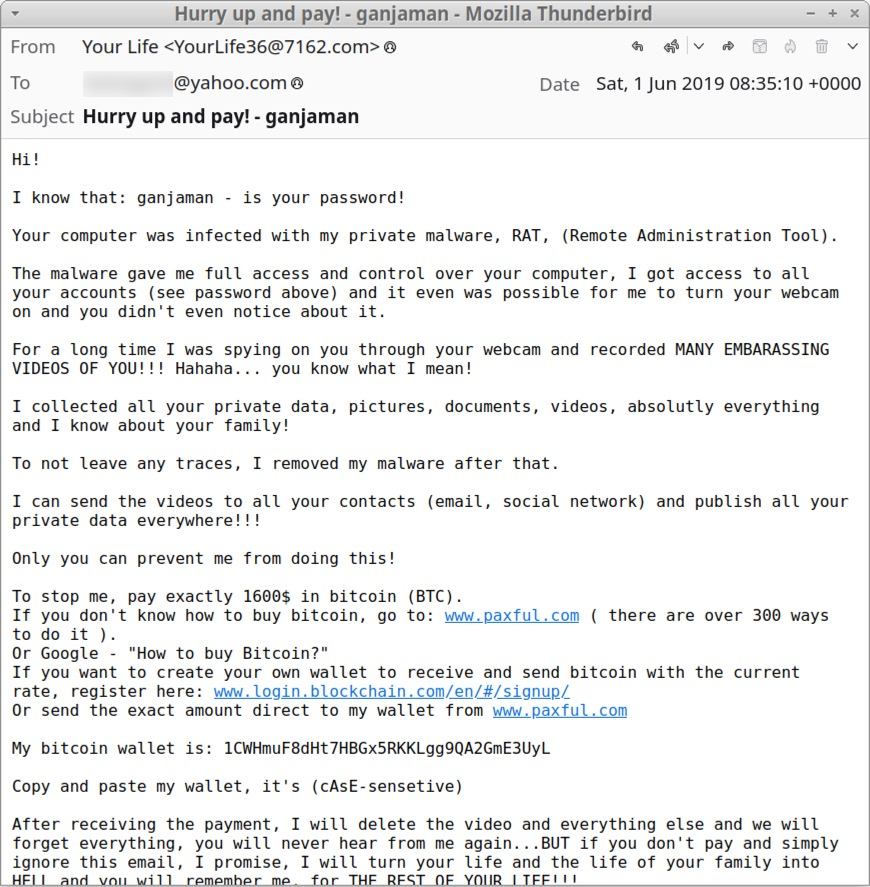 Hurry up and pay! - ganjaman - Mozilla Thunderbird
From Your Life <YourLife36@7162.com>
To @yahoo.com Date Sat, 1 Jun 2019 08:35:10 +0000
Subject Hurry up and pay! - ganjaman
Hi!
I know that: ganjaman - is your password!
Your computer was infected with my private malware, RAT, (Remote Administration Tool).
The malware gave me full access and control over your computer, I got access to all
your accounts (see password above) and it even was possible for me to turn your webcam
on and you didn't even notice about it.
For a long time I was spying on you through your webcam and recorded MANY EMBARASSING
VIDEOS OF YOU!!! Hahaha... you know what I mean!
I collected all your private data, pictures, documents, videos, absolutly everything
and I know about your family!
To not leave any traces, I removed my malware after that.
I can send the videos to all your contacts (email, social network) and publish all your
private data everywhere!!!
Only you can prevent me from doing this!
To stop me, pay exactly 1600$ in bitcoin (BTC).
If you don't know how to buy bitcoin, go to: www.paxful.com ( there are over 300 ways
to do it ).
Or Google - "How to buy Bitcoin?"
If you want to create your own wallet to receive and send bitcoin with the current
rate, register here: www.login.blockchain.com/en/#/signup/
Or send the exact amount direct to my wallet from www.paxful.com
My bitcoin wallet is: 1CWHmuF8dHt7HBGx5RKKLgg9QA2GmE3UyL
Copy and paste my wallet, it's (cAsE-sensetive)
After receiving the payment, I will delete the video and everything else and we will
forget everything, you will never hear from me again...BUT if you don't pay and simply
ignore this email, I promise, I will turn your life and the life of your family into
HELL and you will remember me, for THE REST OF YOUR LIFE!!!